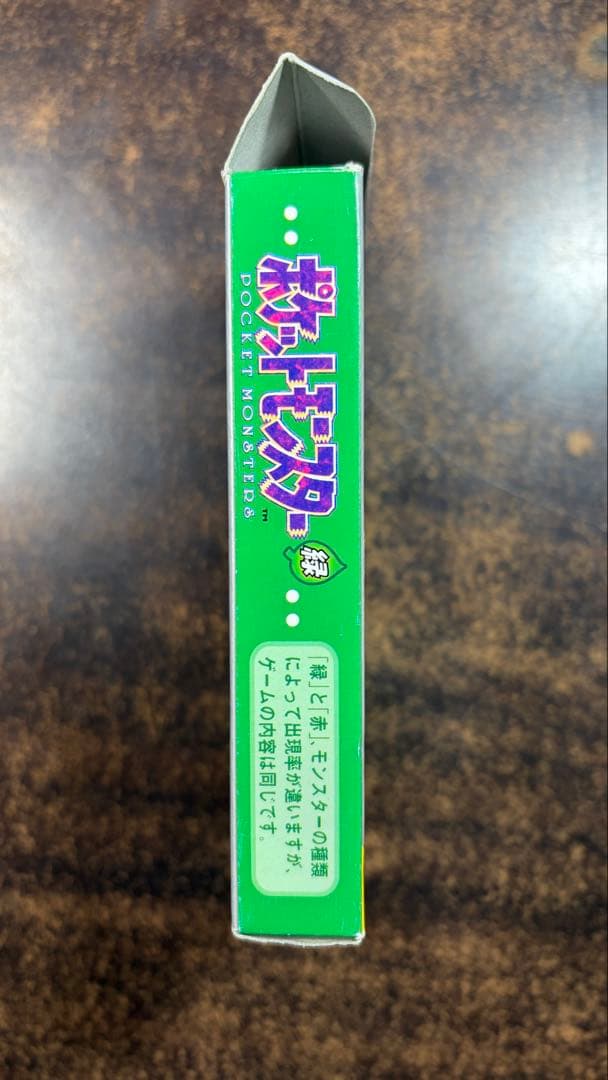 ポケットモンスター
POCKET MONSTERS
TM
緑
「緑」と「赤」、モンスターの種類
によって出現率が違いますが、
ゲームの内容は同じです。